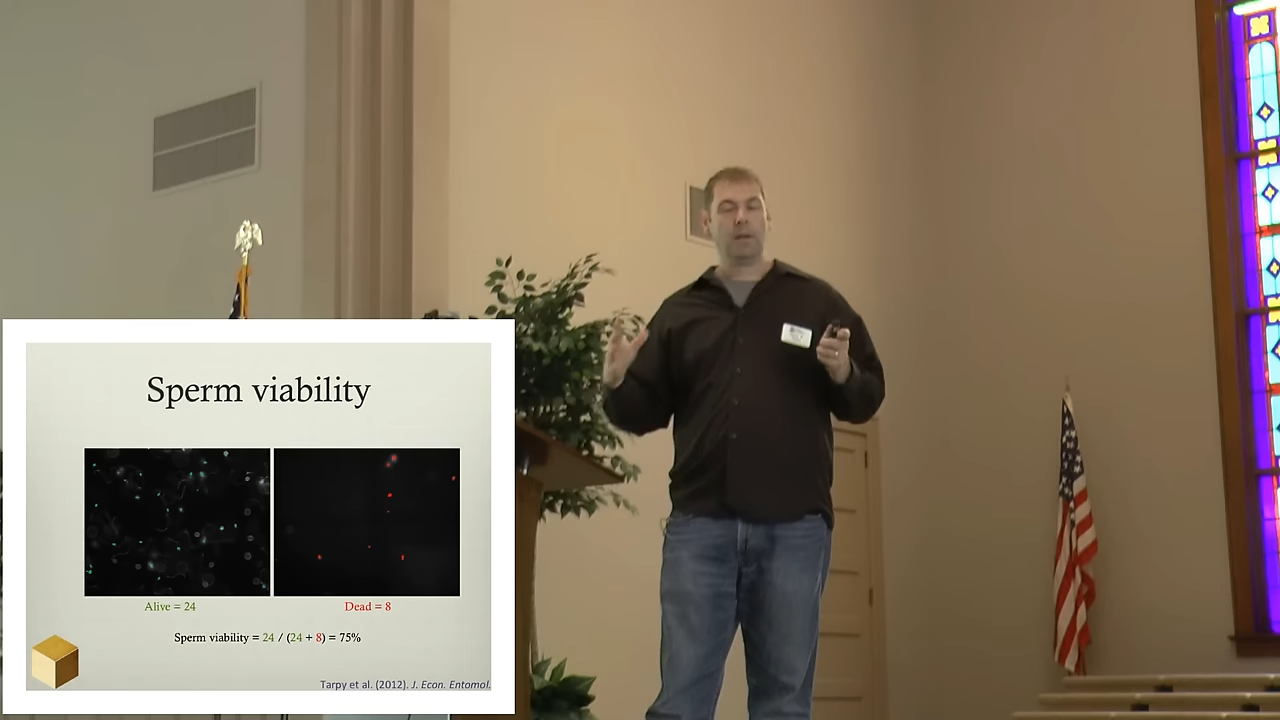 Sperm viability
Alive = 24
Dead = 8
Sperm viability = 24 / (24 + 8) = 75%
Tarpy et al. (2012). J. Econ. Entomol.